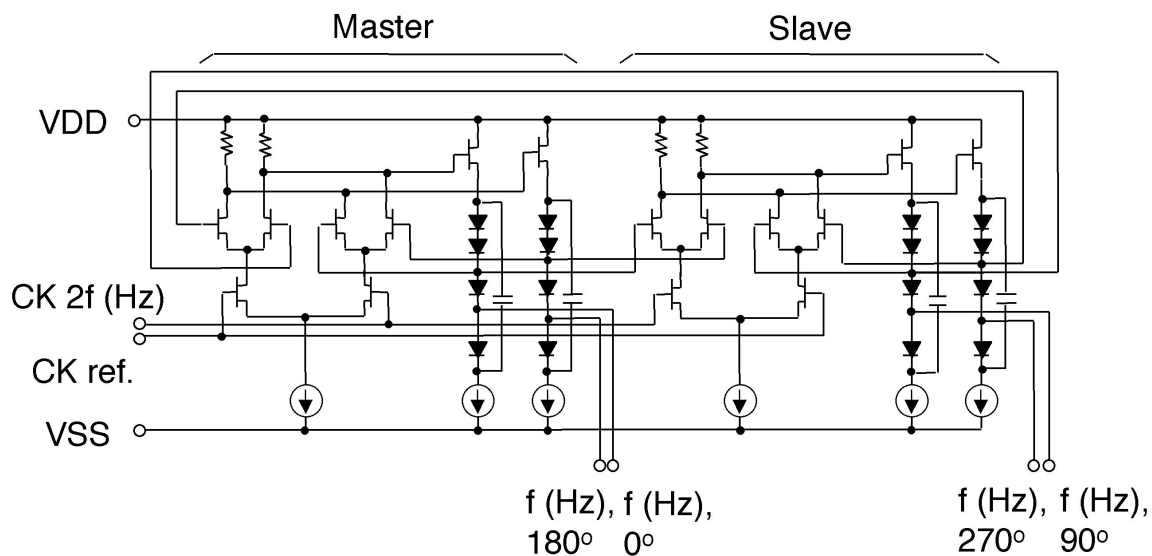 Master
Slave
VDD
CK 2f (Hz)
CK ref.
VSS
f (Hz), f (Hz),
180° 0°
f (Hz), f (Hz),
270° 90°